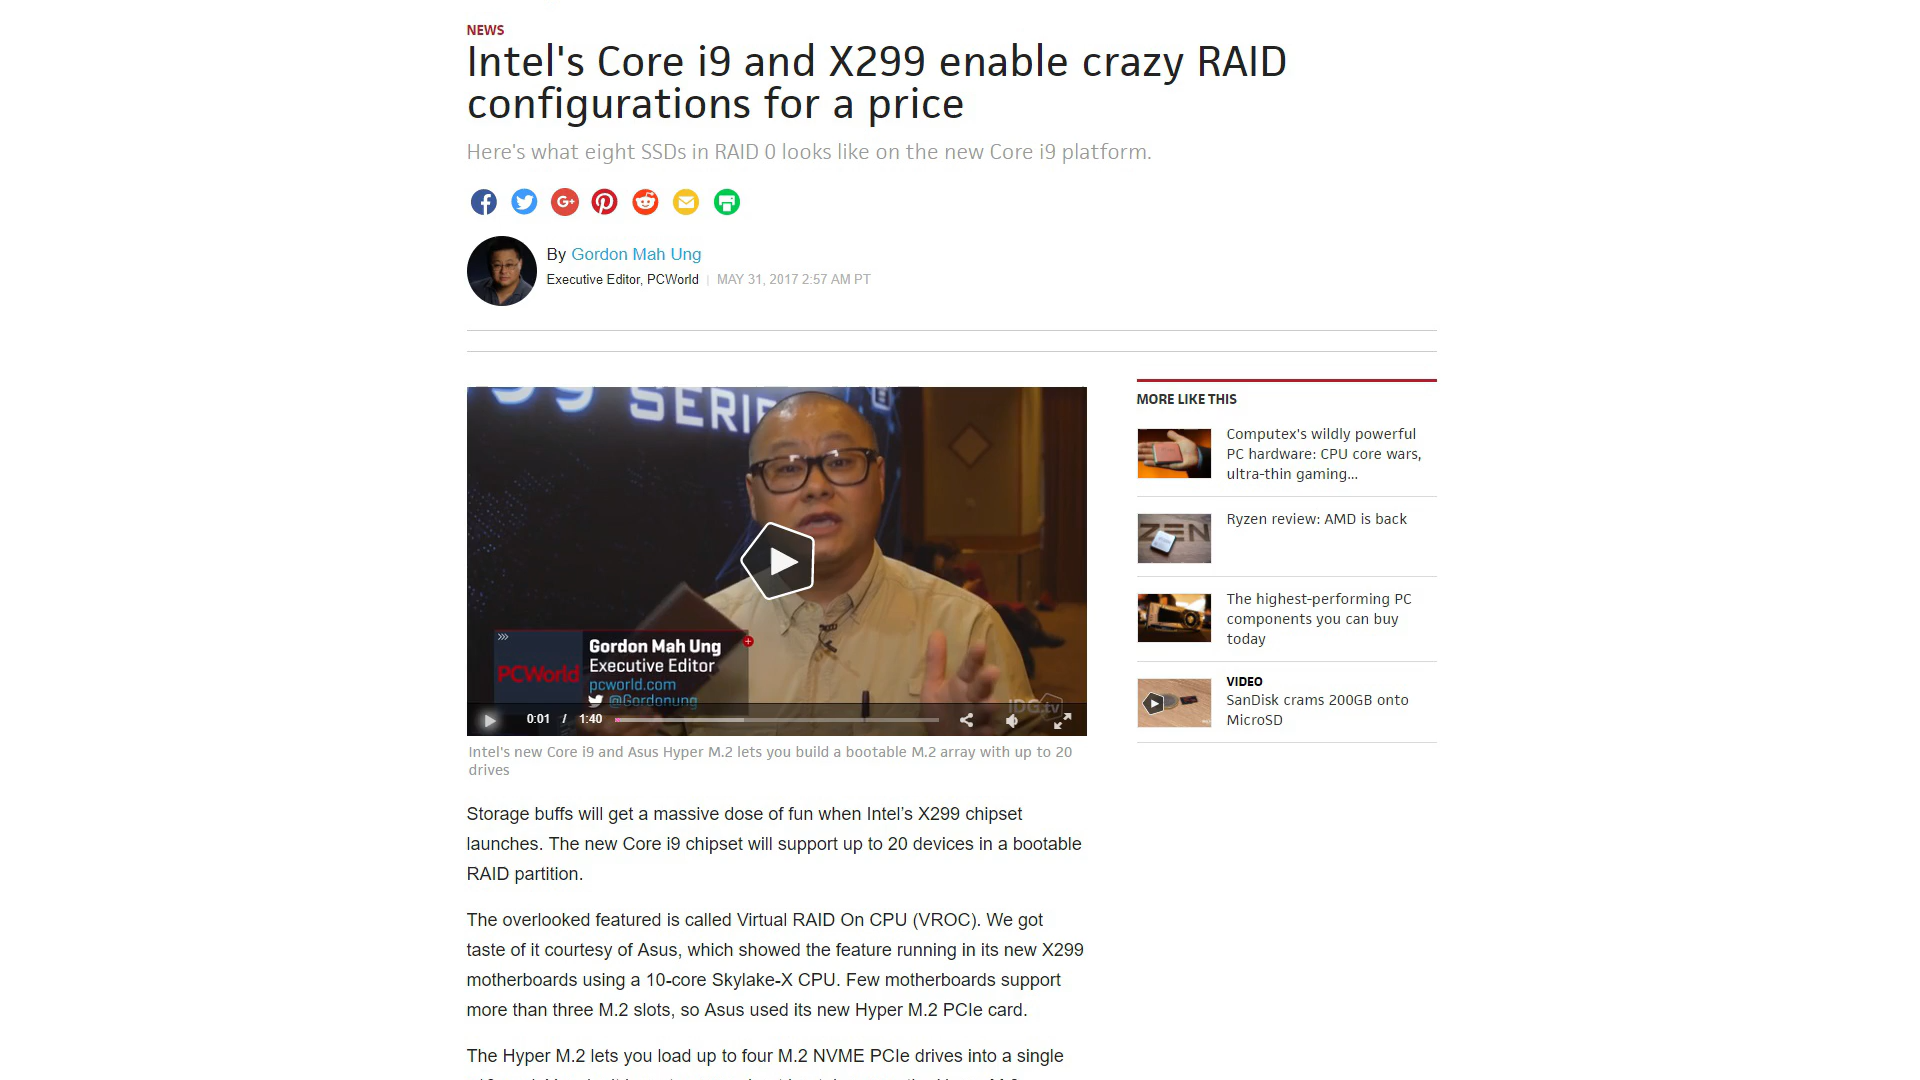 NEWS
Intel's Core i9 and X299 enable crazy RAID
configurations for a price
Here's what eight SSDs in RAID 0 looks like on the new Core i9 platform.
By Gordon Mah Ung
Executive Editor, PCWorld | MAY 31, 2017 2:57 AM PT
99 SERIE
Gordon Mah Ung
PCWorld
Executive Editor
pcworld.com
@Gordonung
IDG.tv
0:01 / 1:40
Intel's new Core i9 and Asus Hyper M.2 lets you build a bootable M.2 array with up to 20
drives
Storage buffs will get a massive dose of fun when Intel’s X299 chipset
launches. The new Core i9 chipset will support up to 20 devices in a bootable
RAID partition.
The overlooked featured is called Virtual RAID On CPU (VROC). We got
taste of it courtesy of Asus, which showed the feature running in its new X299
motherboards using a 10-core Skylake-X CPU. Few motherboards support
more than three M.2 slots, so Asus used its new Hyper M.2 PCIe card.
The Hyper M.2 lets you load up to four M.2 NVME PCIe drives into a single
MORE LIKE THIS
Computex's wildly powerful
PC hardware: CPU core wars,
ultra-thin gaming...
ZEN
Ryzen review: AMD is back
The highest-performing PC
components you can buy
today
VIDEO
SanDisk crams 200GB onto
MicroSD